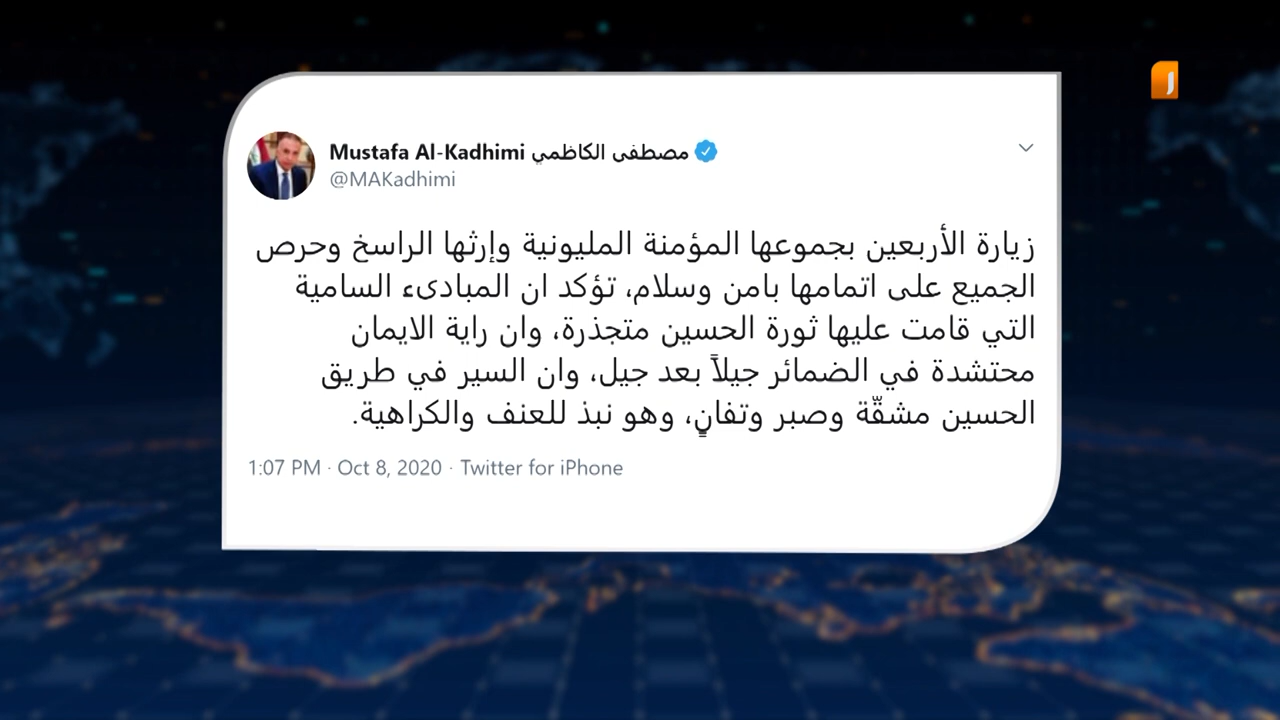 Mustafa Al-Kadhimi مصطفى الكاظمي
@MAKadhimi
زيارة الأربعين بجموعها المؤمنة المليونية وإرثها الراسخ وحرص
الجميع على اتمامها بامن وسلام، تؤكد ان المبادىء السامية
التي قامت عليها ثورة الحسين متجذرة، وان راية الايمان
محتشدة في الضمائر جيلاً بعد جيل، وان السير في طريق
الحسين مشقّة وصبر وتفانٍ، وهو نبذ للعنف والكراهية.
1:07 PM · Oct 8, 2020 · Twitter for iPhone